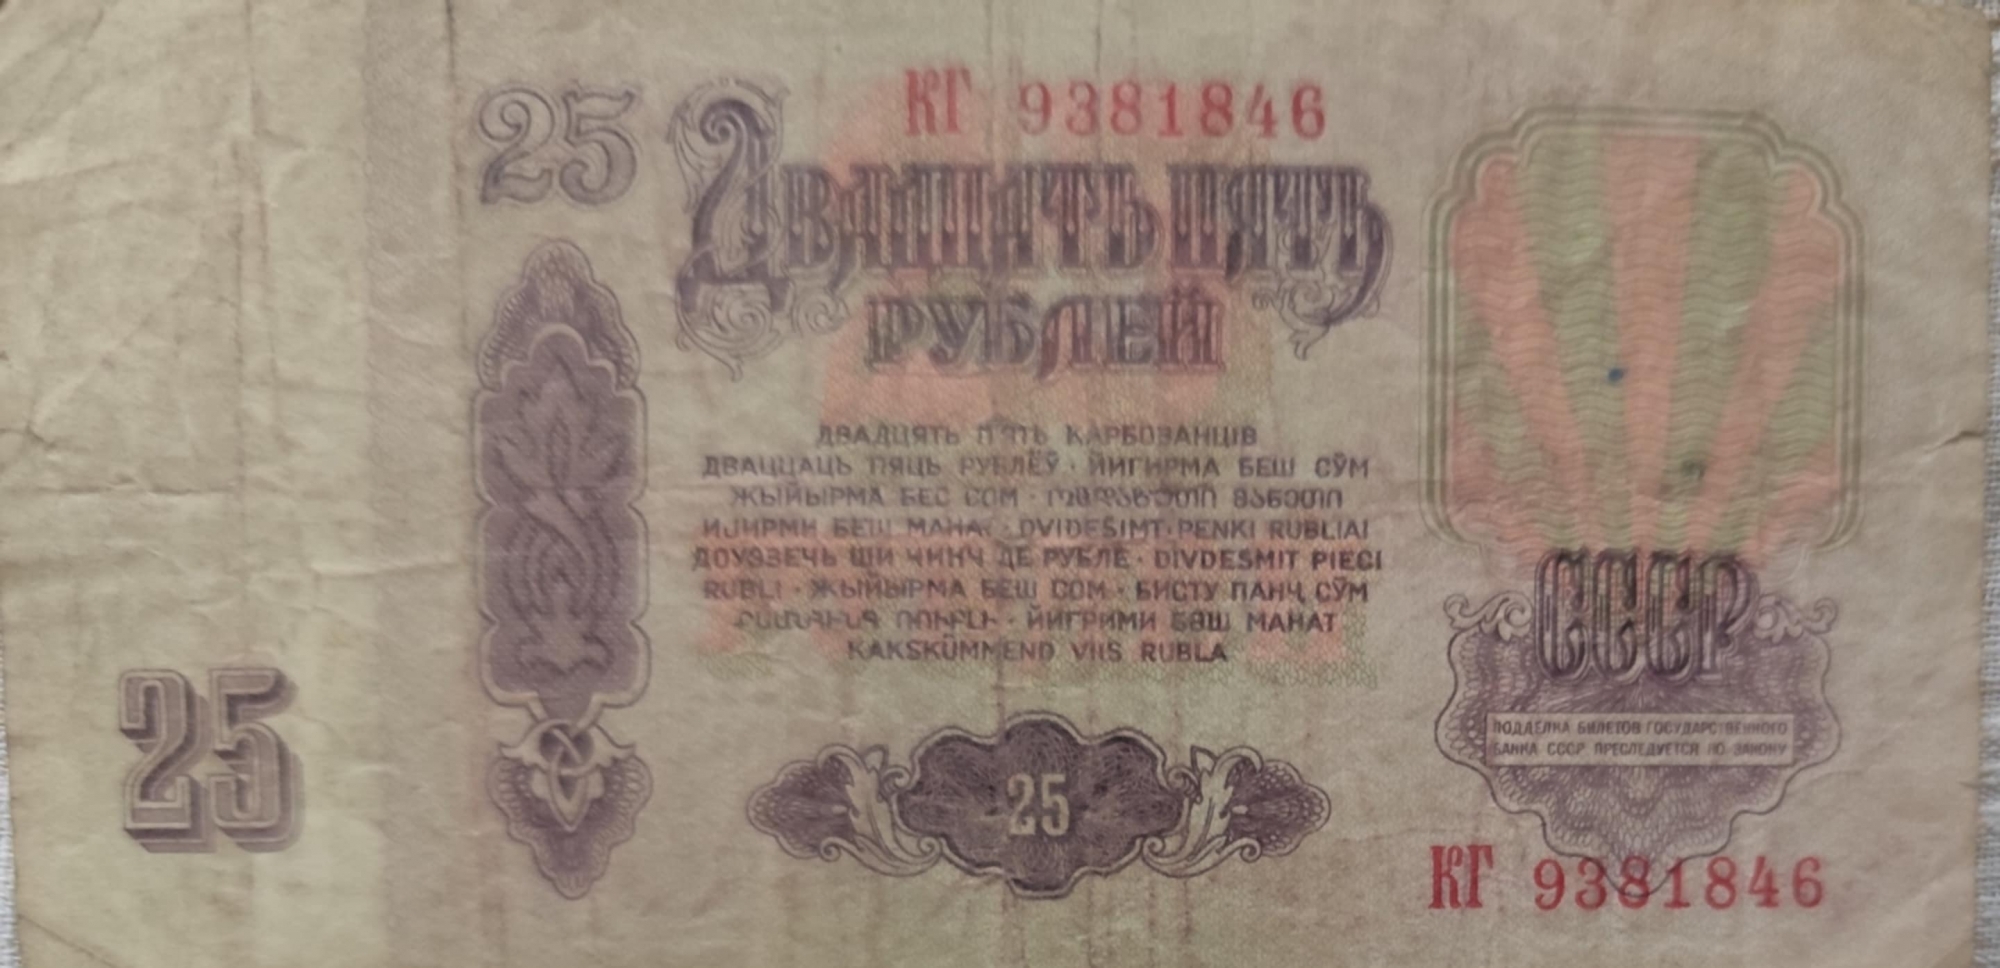 КГ 9381846
25
Двадцать пять
рублей
ДВАДЦЯТЬ П'ЯТЬ КАРБОВАНЦІВ
ДВАЦЦАЦЬ ПЯЦЬ РУБЛЁЎ · ЙИГИРМА БЕШ СЎМ
ЖЫЙЫРМА БЕС СОМ · ᲝᲪᲓᲐᲮᲣᲗᲘ ᲛᲐᲜᲔᲗᲘ
ИЈИРМИ БЕШ МАНАТ · DVIDEŠIMT PENKI RUBLIAI
ДОУЭЗЕЧЬ ШИ ЧИНЧ ДЕ РУБЛЕ · DIVDESMIT PIECI
RUBĻI · ЖЫЙЫРМА БЕШ СОМ · БИСТУ ПАНҶ СЎМ
ՔՍԱՆՀԻՆԳ ՌՈՒԲԼԻ · ЙИГРИМИ БӘШ МАНАТ
KAKSKÜMMEND VIIS RUBLA
СССР
ПОДДЕЛКА БИЛЕТОВ ГОСУДАРСТВЕННОГО
БАНКА СССР ПРЕСЛЕДУЕТСЯ ПО ЗАКОНУ
25
25
КГ 9381846